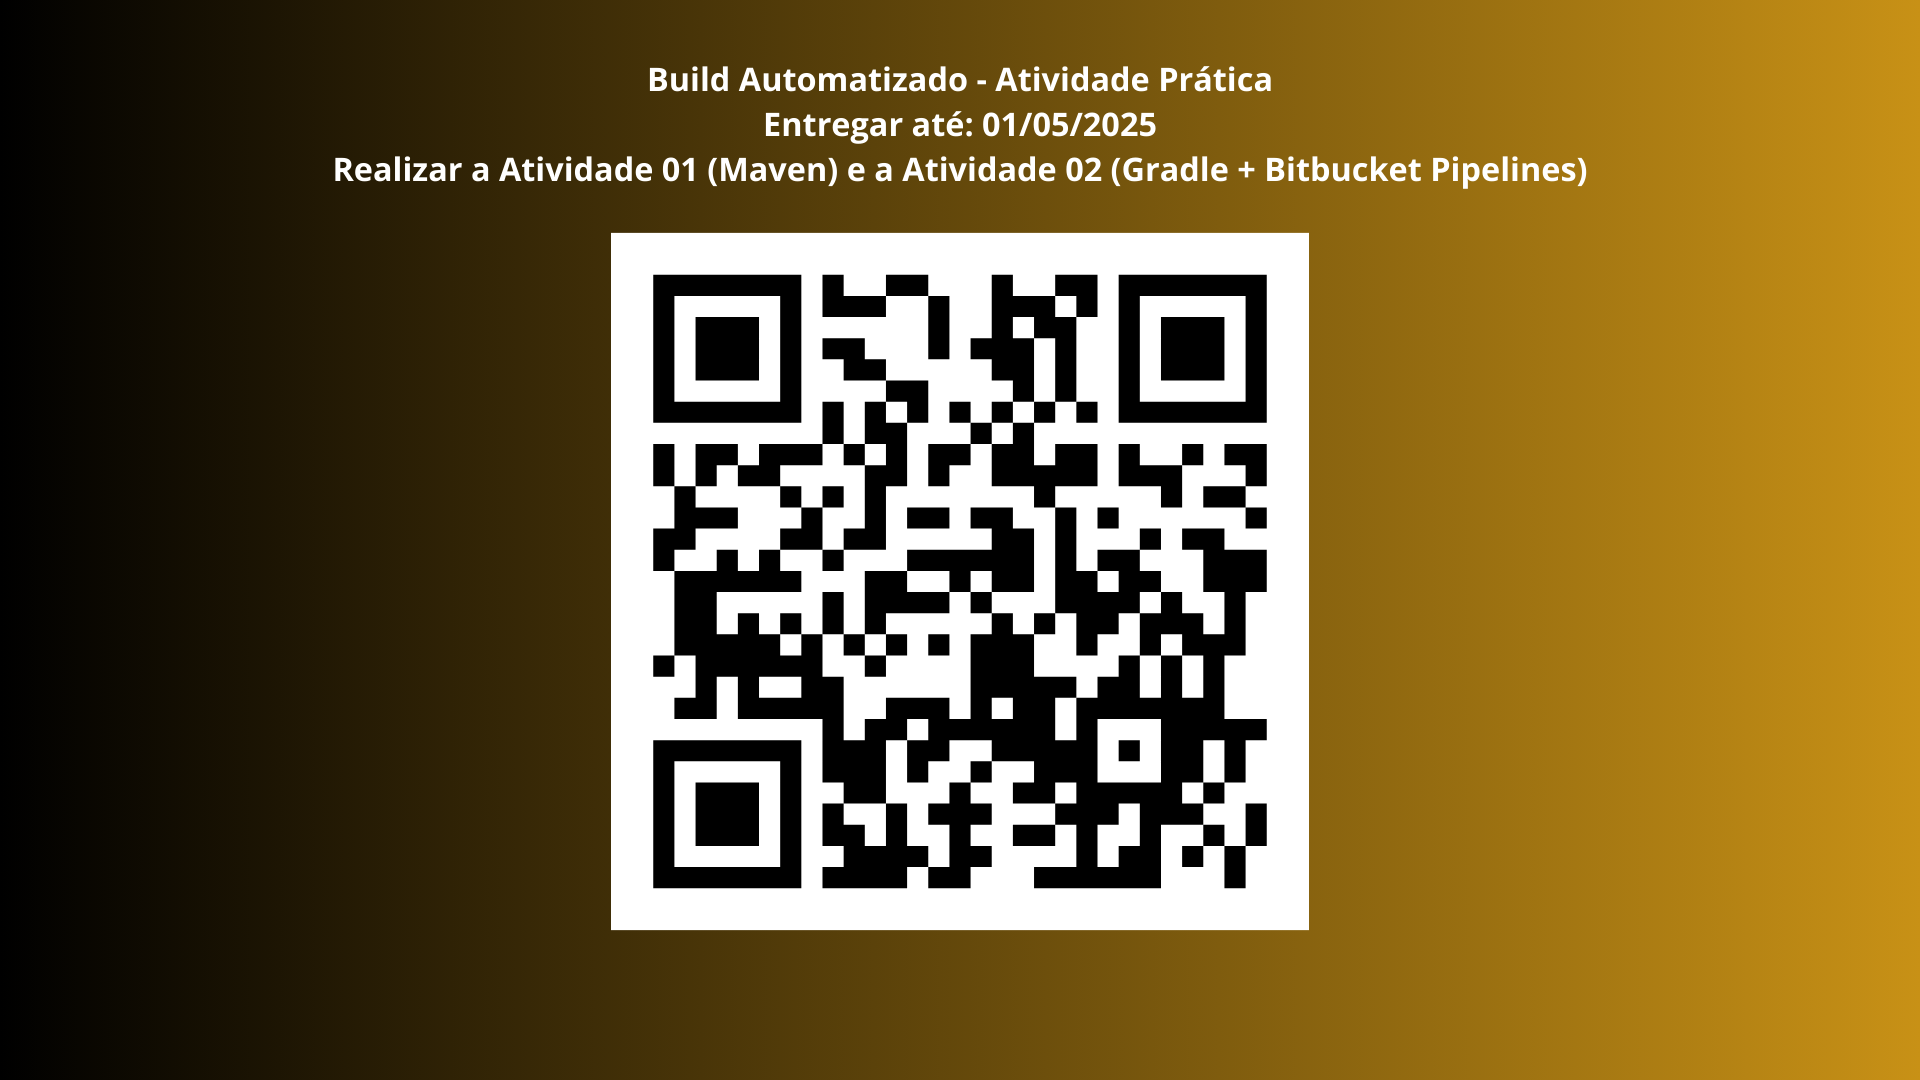 Build Automatizado - Atividade Prática
Entregar até: 01/05/2025
Realizar a Atividade 01 (Maven) e a Atividade 02 (Gradle + Bitbucket Pipelines)